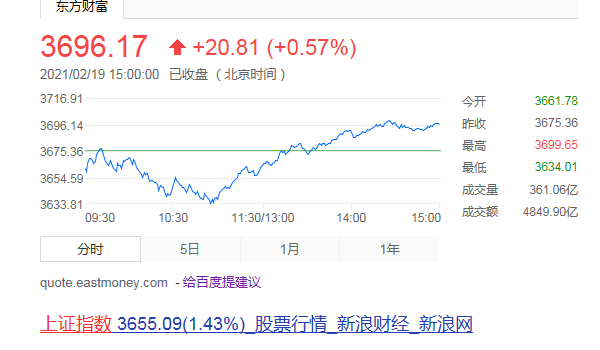 东方财富
3696.17 +20.81 (+0.57%)
2021/02/19 15:00:00 已收盘 （北京时间）
3716.91
3696.14
3675.36
3654.59
3633.81
09:30 10:30 11:30/13:00 14:00 15:00
今开 3661.78
昨收 3675.36
最高 3699.65
最低 3634.01
成交量 361.06亿
成交额 4849.90亿
分时 5日 1月 1年
quote.eastmoney.com - 给百度提建议
上证指数 3655.09(1.43%)_股票行情_新浪财经_新浪网